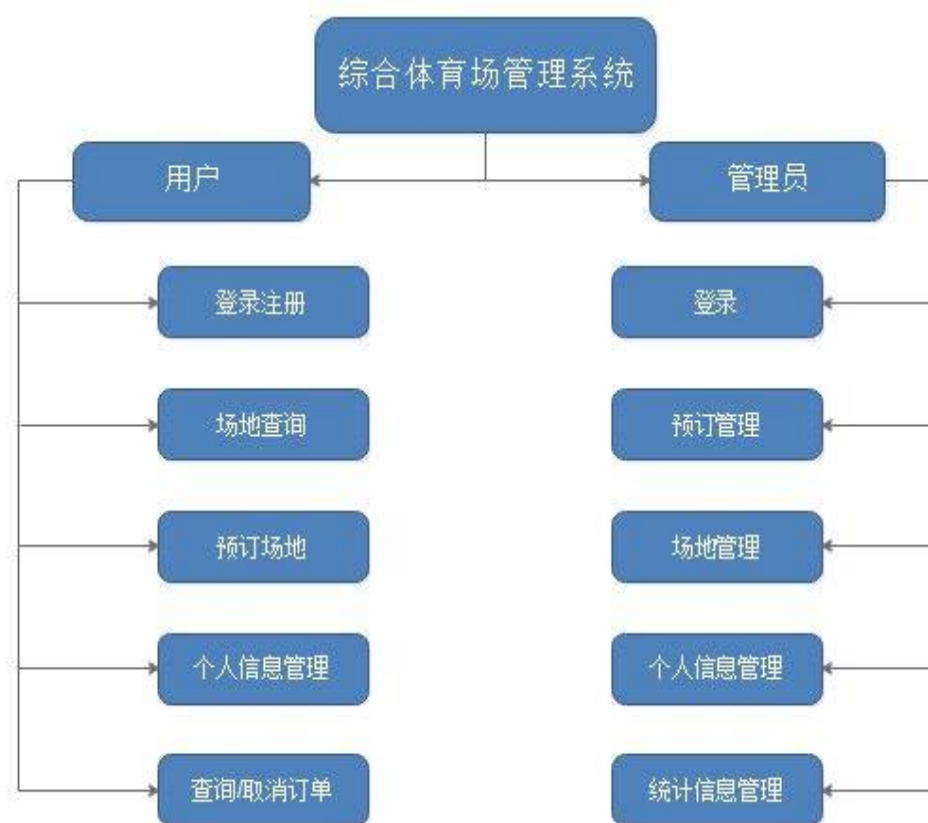 综合体育场管理系统
用户
管理员
登录注册
登录
场地查询
预订管理
预订场地
场地管理
个人信息管理
个人信息管理
查询/取消订单
统计信息管理